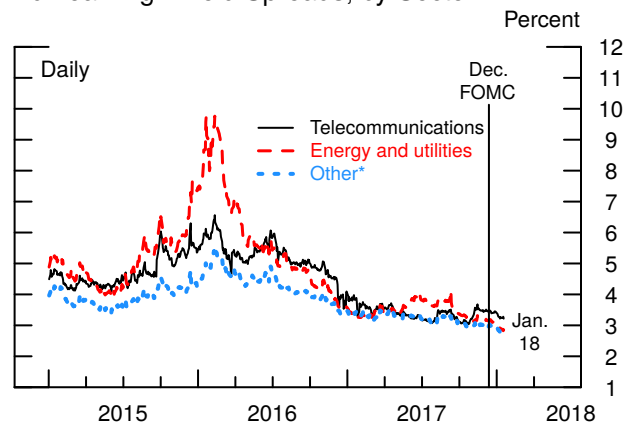 Percent
Daily
Dec.
FOMC
Telecommunications
Energy and utilities
Other*
12
11
10
9
8
7
6
5
4
3
2
1
Jan.
18
2015 2016 2017 2018